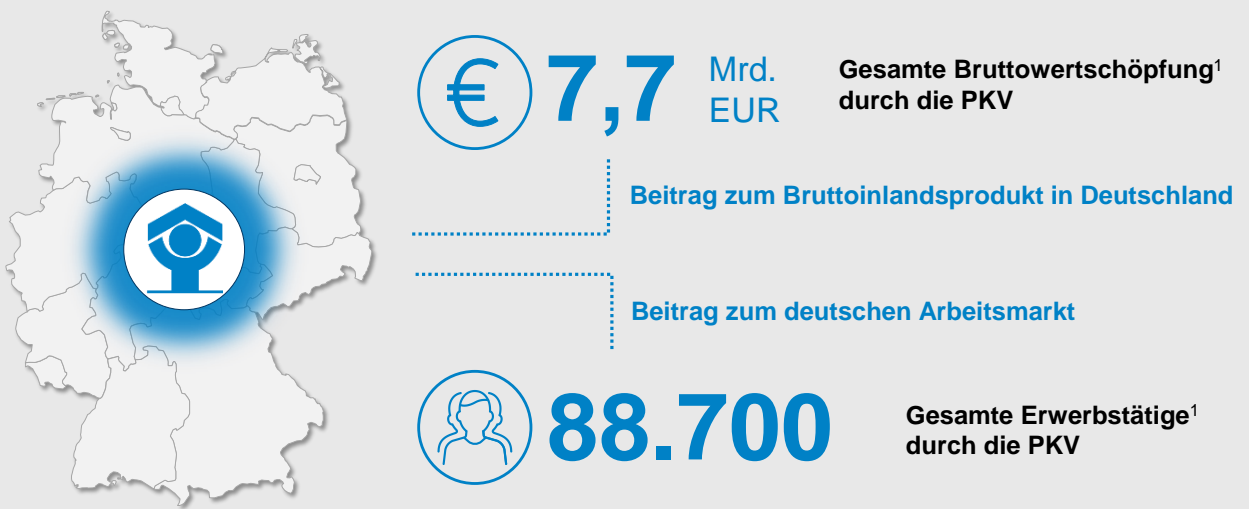 € 7,7 Mrd.
EUR
Gesamte Bruttowertschöpfung¹
durch die PKV
Beitrag zum Bruttoinlandsprodukt in Deutschland
Beitrag zum deutschen Arbeitsmarkt
88.700
Gesamte Erwerbstätige¹
durch die PKV